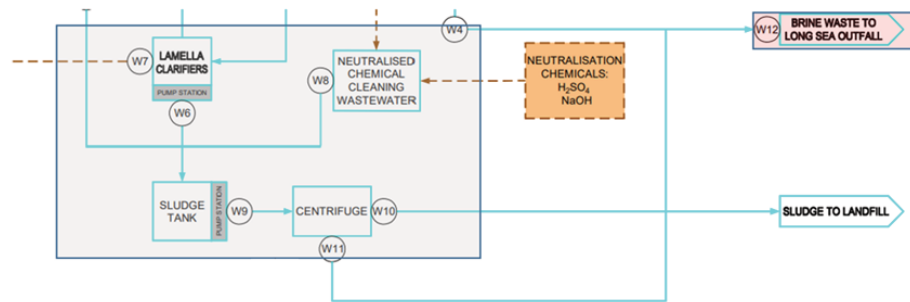 W4
W12
BRINE WASTE TO
LONG SEA OUTFALL
W7
LAMELLA
CLARIFIERS
PUMP STATION
W6
W8
NEUTRALISED
CHEMICAL
CLEANING
WASTEWATER
NEUTRALISATION
CHEMICALS:
H₂SO₄
NaOH
SLUDGE
TANK
PUMP STATION
W9
CENTRIFUGE
W10
W11
SLUDGE TO LANDFILL